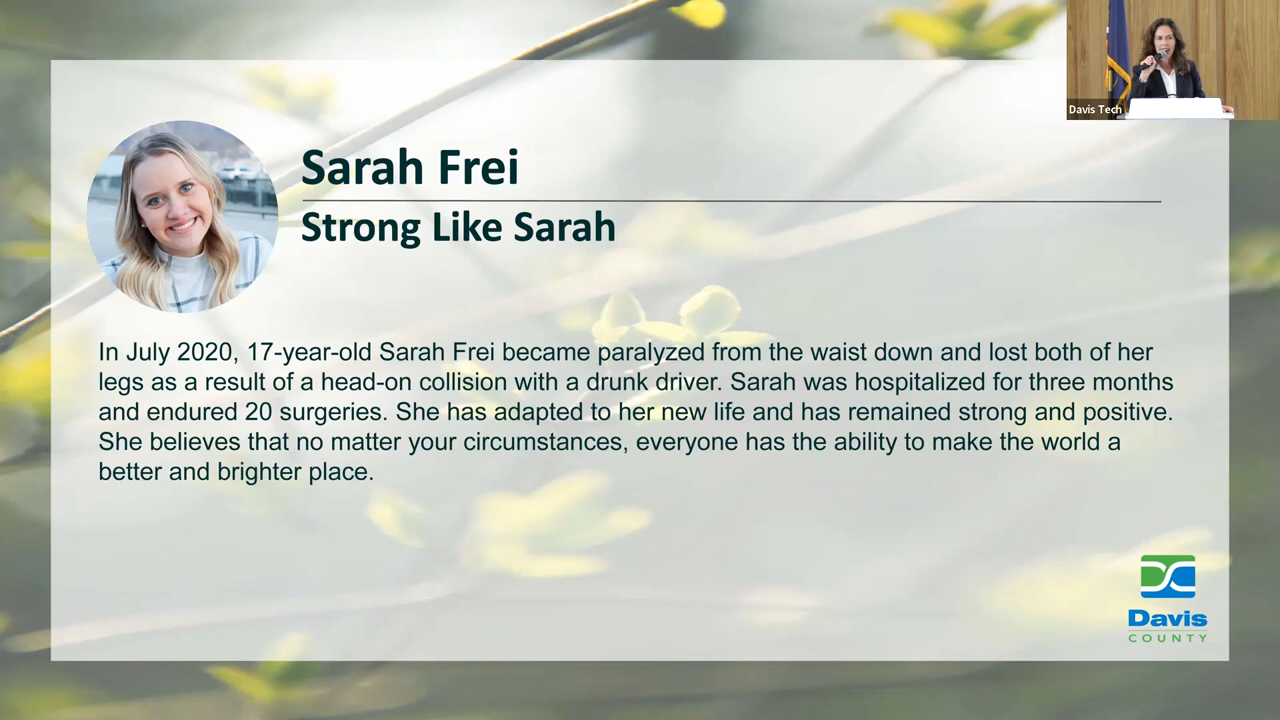 Davis Tech
Sarah Frei
Strong Like Sarah
In July 2020, 17-year-old Sarah Frei became paralyzed from the waist down and lost both of her
legs as a result of a head-on collision with a drunk driver. Sarah was hospitalized for three months
and endured 20 surgeries. She has adapted to her new life and has remained strong and positive.
She believes that no matter your circumstances, everyone has the ability to make the world a
better and brighter place.
Davis
COUNTY